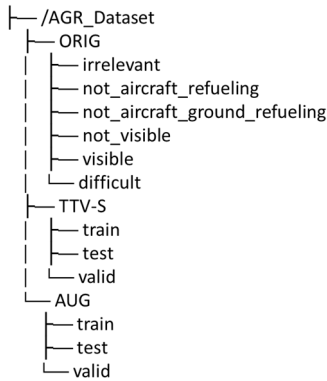 /AGR_Dataset
ORIG
irrelevant
not_aircraft_refueling
not_aircraft_ground_refueling
not_visible
visible
difficult
TTV-S
train
test
valid
AUG
train
test
valid